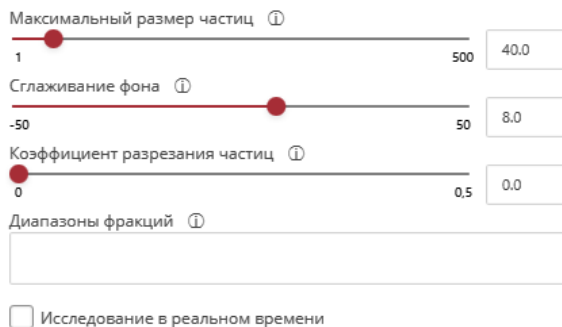 Максимальный размер частиц ⓘ
1 500 40.0
Сглаживание фона ⓘ
-50 50 8.0
Коэффициент разрезания частиц ⓘ
0 0,5 0.0
Диапазоны фракций ⓘ
Исследование в реальном времени